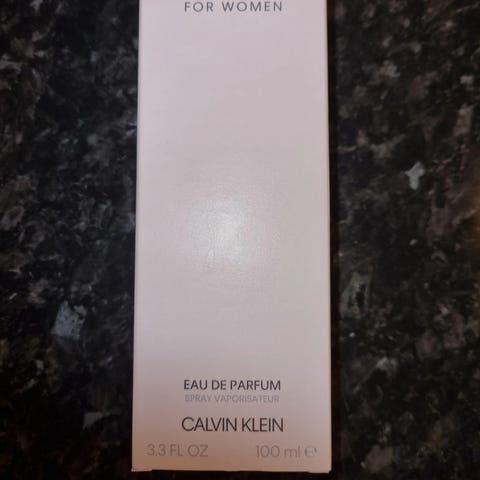 FOR WOMEN
EAU DE PARFUM
SPRAY VAPORISATEUR
CALVIN KLEIN
3.3 FL OZ 100 ml ℮